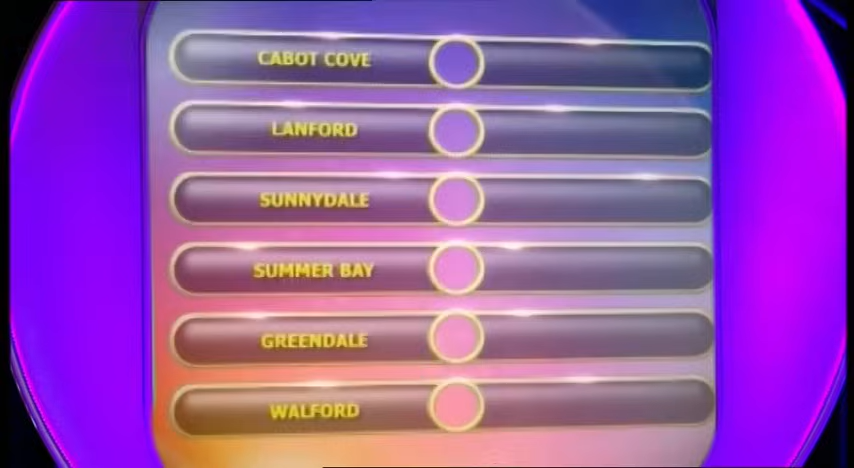 CABOT COVE
LANFORD
SUNNYDALE
SUMMER BAY
GREENDALE
WALFORD